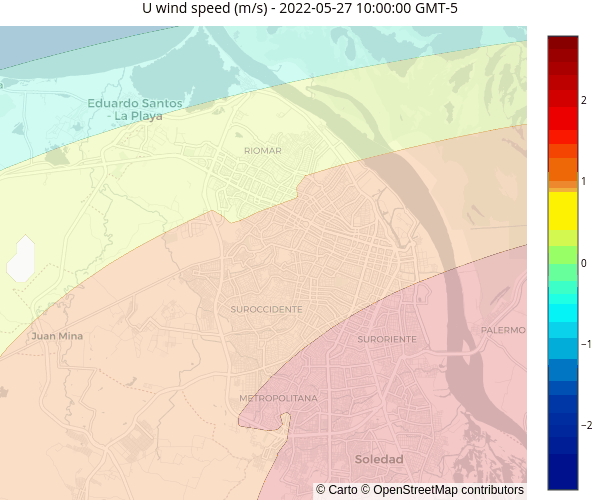 U wind speed (m/s) - 2022-05-27 10:00:00 GMT-5
Eduardo Santos
- La Playa
RIOMAR
SUROCCIDENTE
Juan Mina
SURORIENTE
PALERMO
METROPOLITANA
Soledad
© Carto © OpenStreetMap contributors
2
1
0
−1
−2